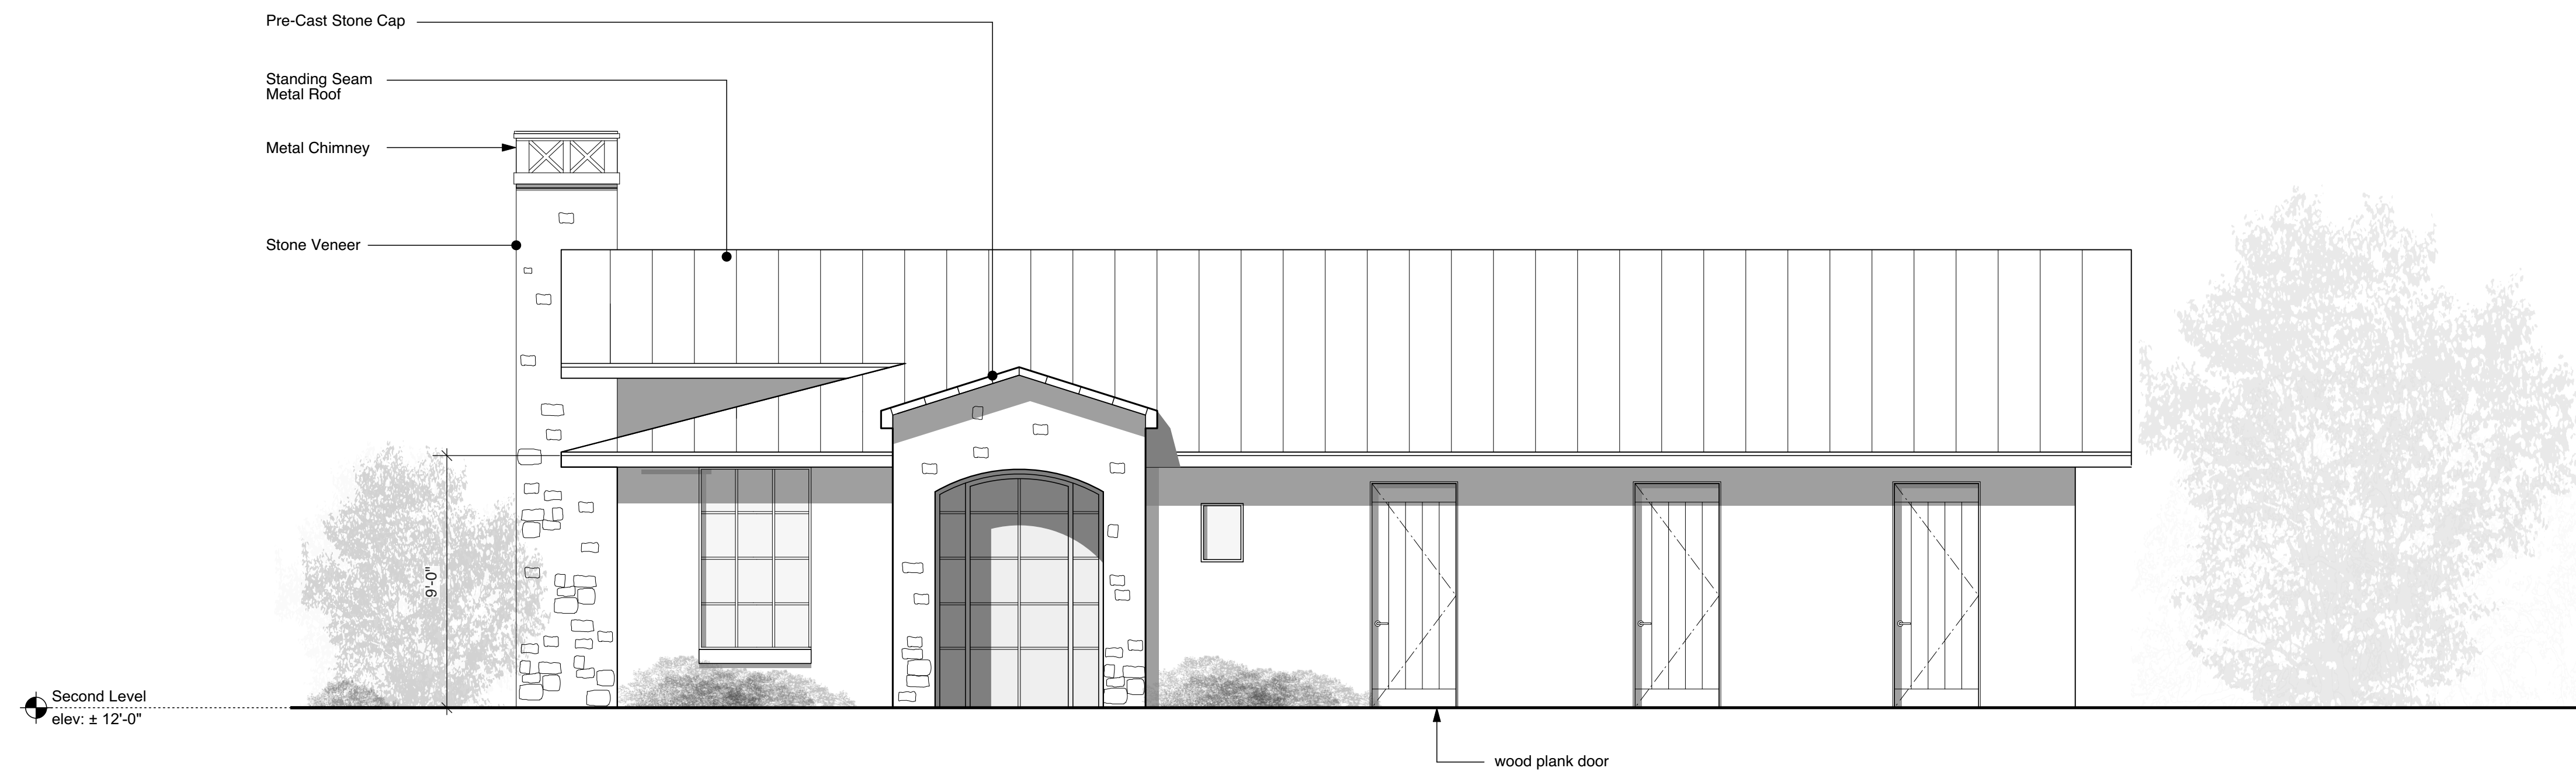 Pre-Cast Stone Cap
Standing Seam
Metal Roof
Metal Chimney
Stone Veneer
9'-0"
Second Level
elev: ± 12'-0"
wood plank door